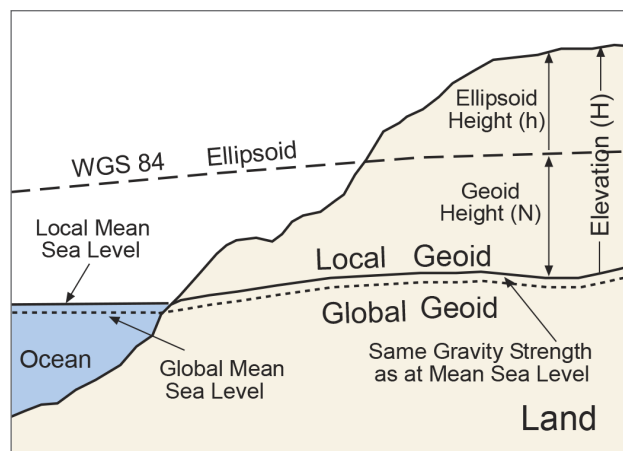 Ellipsoid
Height (h)
Elevation (H)
WGS 84 Ellipsoid
Geoid
Height (N)
Local Mean
Sea Level
Local Geoid
Global Geoid
Ocean
Global Mean
Sea Level
Same Gravity Strength
as at Mean Sea Level
Land